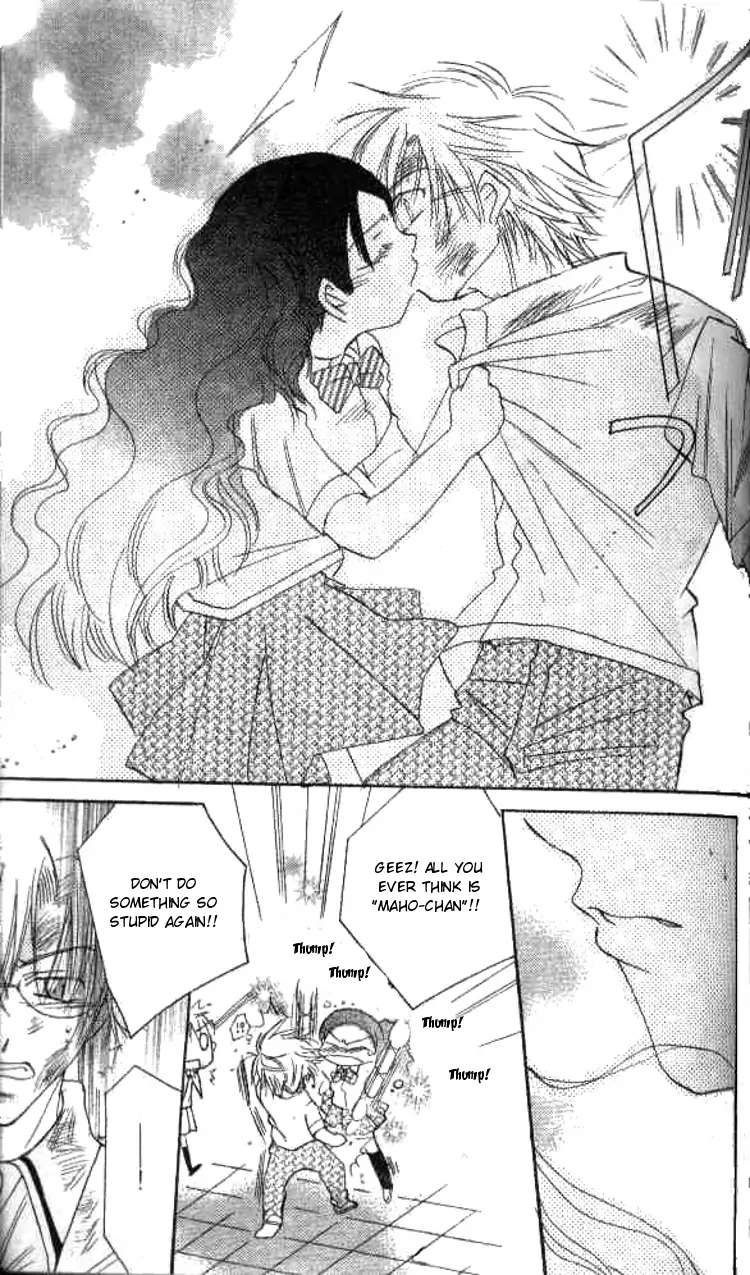 GEEZ! ALL YOU
EVER THINK IS
"MAHO-CHAN"!!
Thump!
Thump!
Thump!
Thump!
!?
DON'T DO
SOMETHING SO
STUPID AGAIN!!